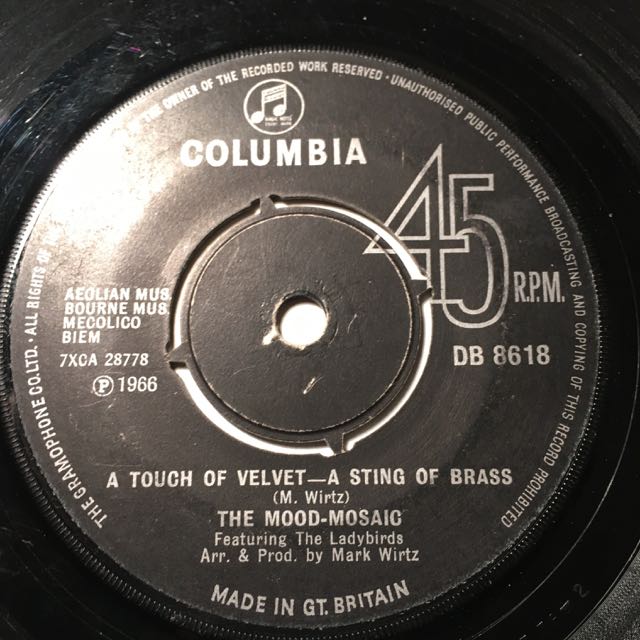 OF THE OWNER OF THE RECORDED WORK RESERVED · UNAUTHORISED PUBLIC PERFORMANCE BROADCASTING AND COPYING OF THIS RECORD PROHIBITED
THE GRAMOPHONE CO. LTD. · ALL RIGHTS OF
COLUMBIA
45
R.P.M.
AEOLIAN MUS.
BOURNE MUS.
MECOLICO
BIEM
7XCA 28778
℗ 1966
DB 8618
A TOUCH OF VELVET—A STING OF BRASS
(M. Wirtz)
THE MOOD-MOSAIC
Featuring The Ladybirds
Arr. & Prod. by Mark Wirtz
MADE IN GT. BRITAIN